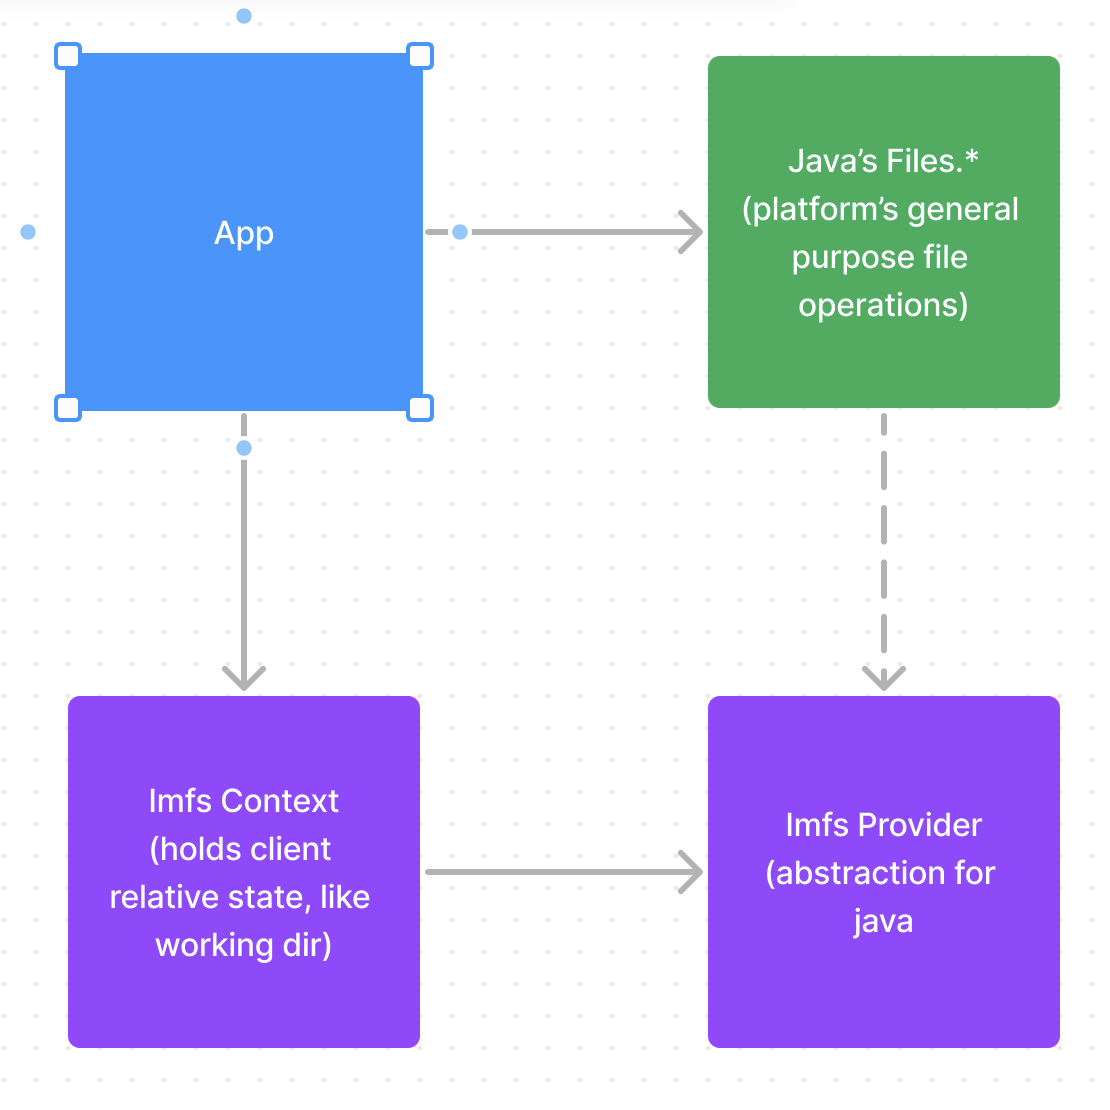 App
Java’s Files.*
(platform’s general
purpose file
operations)
Imfs Context
(holds client
relative state, like
working dir)
Imfs Provider
(abstraction for
java